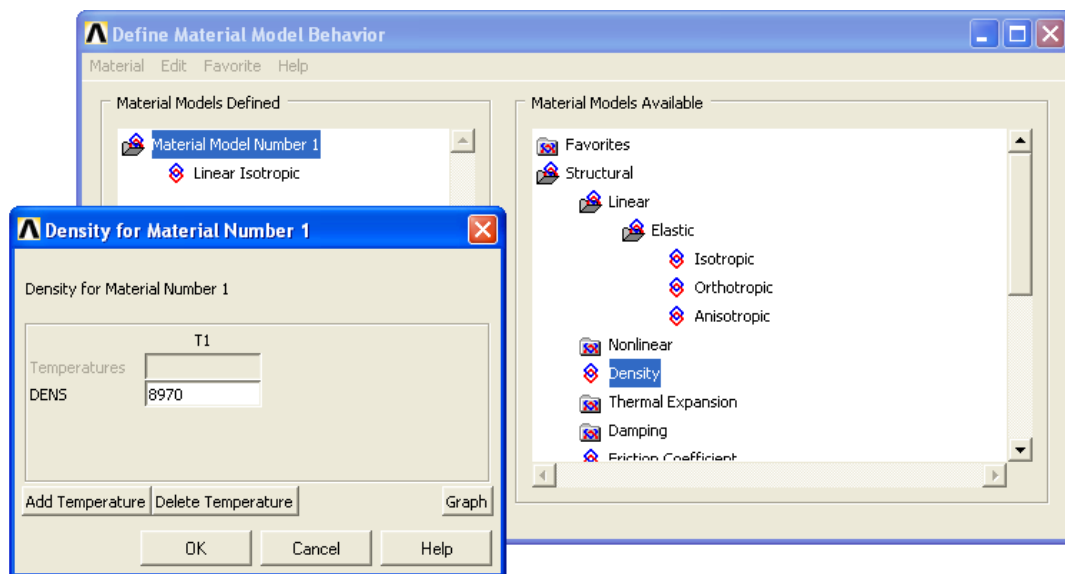 Define Material Model Behavior
Material Edit Favorite Help
Material Models Defined
Material Model Number 1
Linear Isotropic
Material Models Available
Favorites
Structural
Linear
Elastic
Isotropic
Orthotropic
Anisotropic
Nonlinear
Density
Thermal Expansion
Damping
Friction Coefficient
Density for Material Number 1
Density for Material Number 1
T1
Temperatures
DENS 8970
Add Temperature Delete Temperature Graph
OK Cancel Help